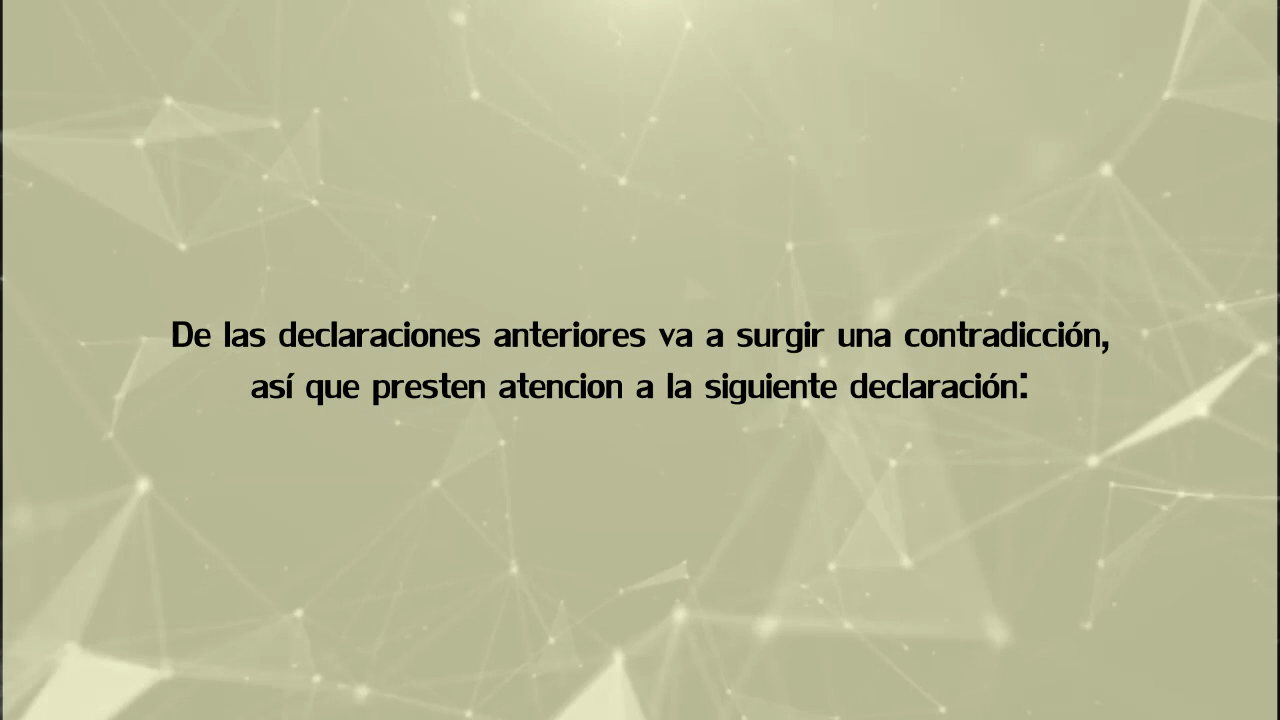 De las declaraciones anteriores va a surgir una contradicción,
así que presten atencion a la siguiente declaración: